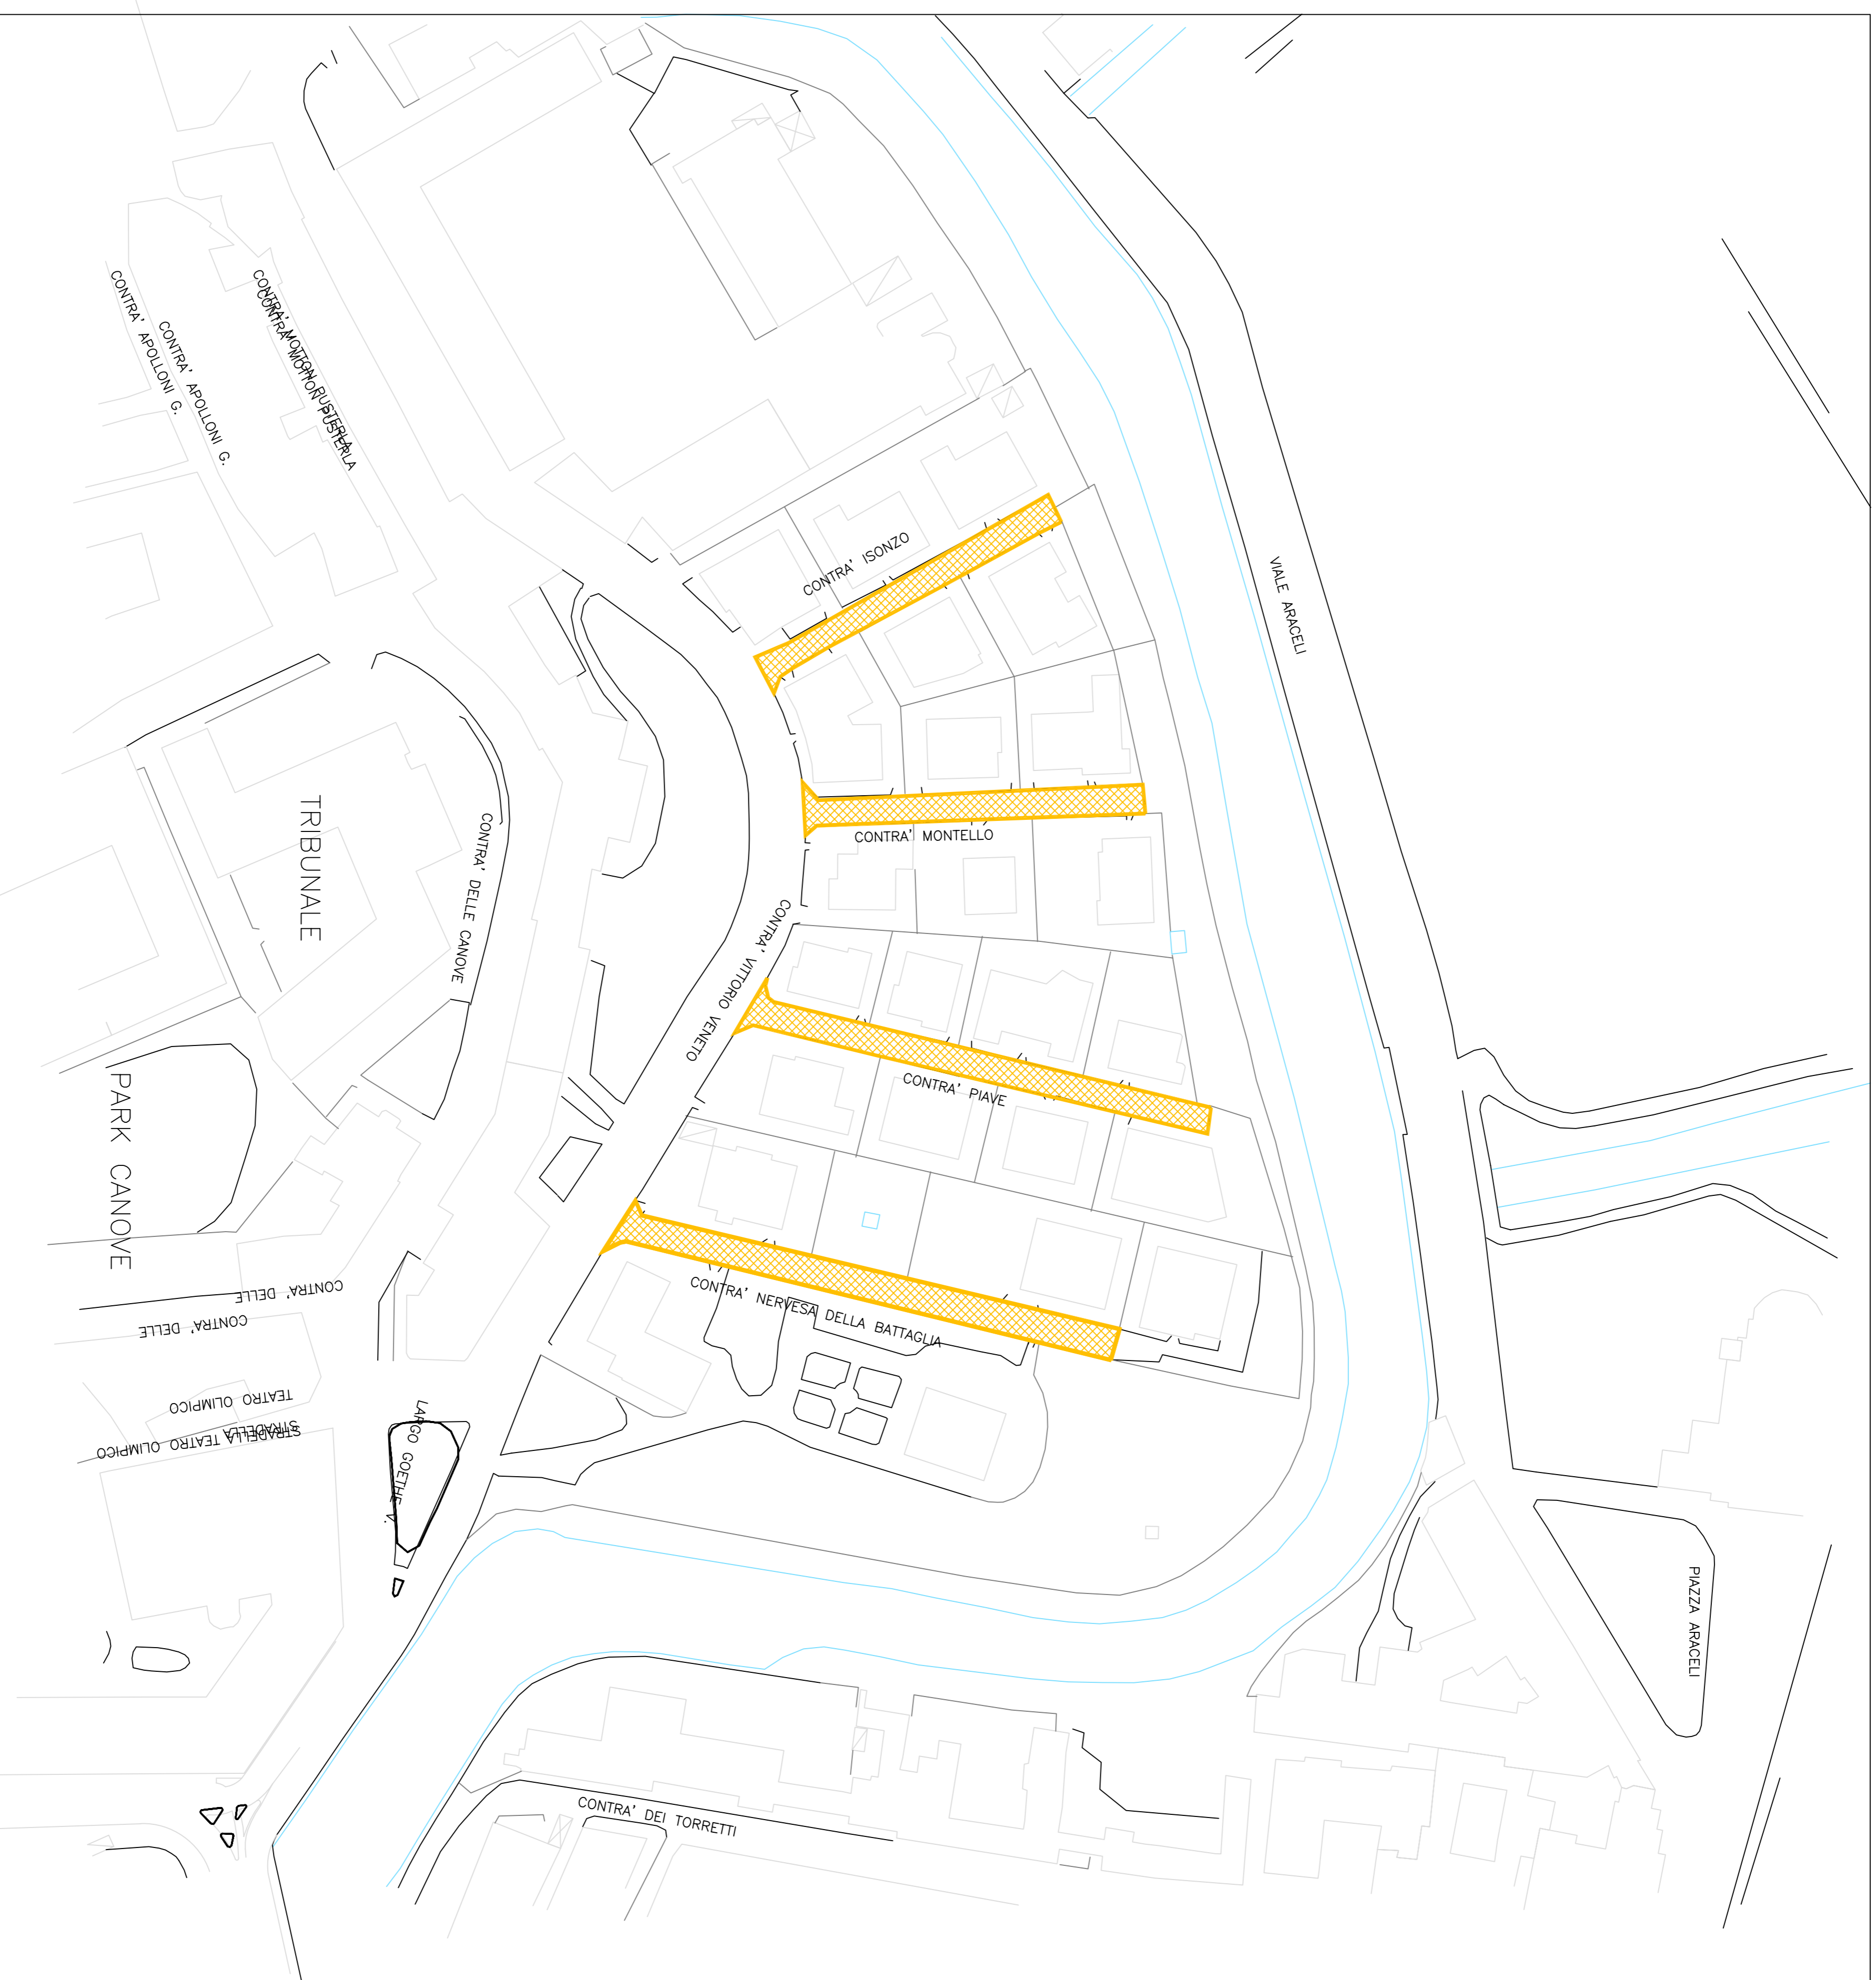 CONTRA' APOLLONI G.
CONTRA' APOLLONI G.
CONTRA' MOTTON PUSTERLA
CONTRA' MOTTON PUSTERLA
CONTRA' ISONZO
VIALE ARACELI
TRIBUNALE
CONTRA' DELLE CANOVE
CONTRA' MONTELLO
CONTRA' VITTORIO VENETO
CONTRA' PIAVE
PARK CANOVE
CONTRA' DELLE
CONTRA' DELLE
CONTRA' NERVESA DELLA BATTAGLIA
TEATRO OLIMPICO
STRADELLA
STRADELLA TEATRO OLIMPICO
LARGO GOETHE V.
PIAZZA ARACELI
CONTRA' DEI TORRETTI